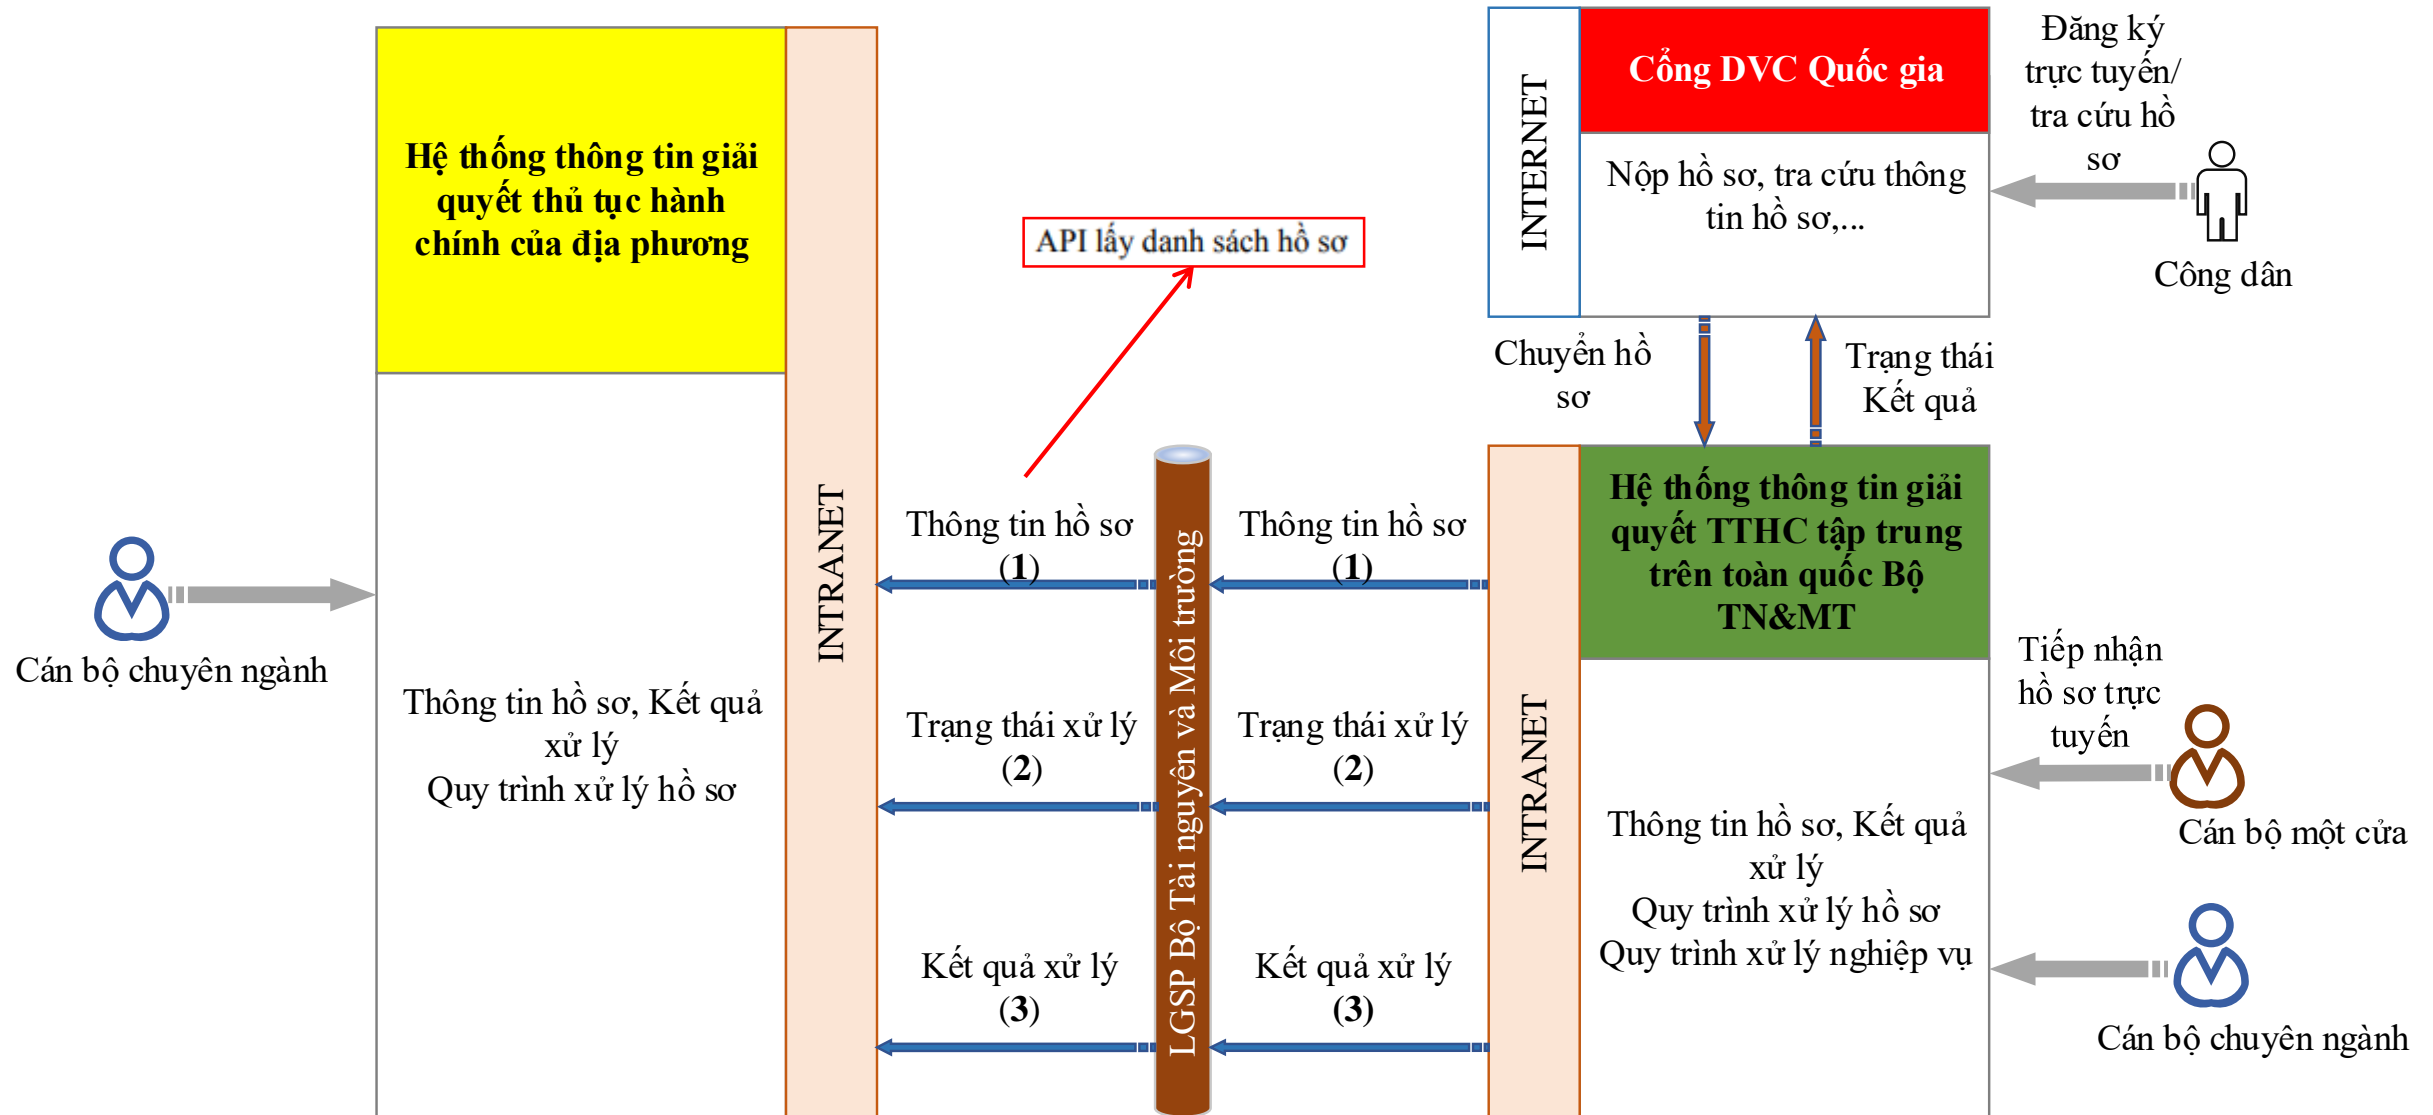 Hệ thống thông tin giải
quyết thủ tục hành
chính của địa phương
Thông tin hồ sơ, Kết quả
xử lý
Quy trình xử lý hồ sơ
Cán bộ chuyên ngành
INTRANET
API lấy danh sách hồ sơ
Thông tin hồ sơ
(1)
Trạng thái xử lý
(2)
Kết quả xử lý
(3)
LGSP Bộ Tài nguyên và Môi trường
Thông tin hồ sơ
(1)
Trạng thái xử lý
(2)
Kết quả xử lý
(3)
INTERNET
Cổng DVC Quốc gia
Nộp hồ sơ, tra cứu thông
tin hồ sơ,...
Đăng ký
trực tuyến/
tra cứu hồ
sơ
Công dân
Chuyển hồ
sơ
Trạng thái
Kết quả
INTRANET
Hệ thống thông tin giải
quyết TTHC tập trung
trên toàn quốc Bộ
TN&MT
Thông tin hồ sơ, Kết quả
xử lý
Quy trình xử lý hồ sơ
Quy trình xử lý nghiệp vụ
Tiếp nhận
hồ sơ trực
tuyến
Cán bộ một cửa
Cán bộ chuyên ngành